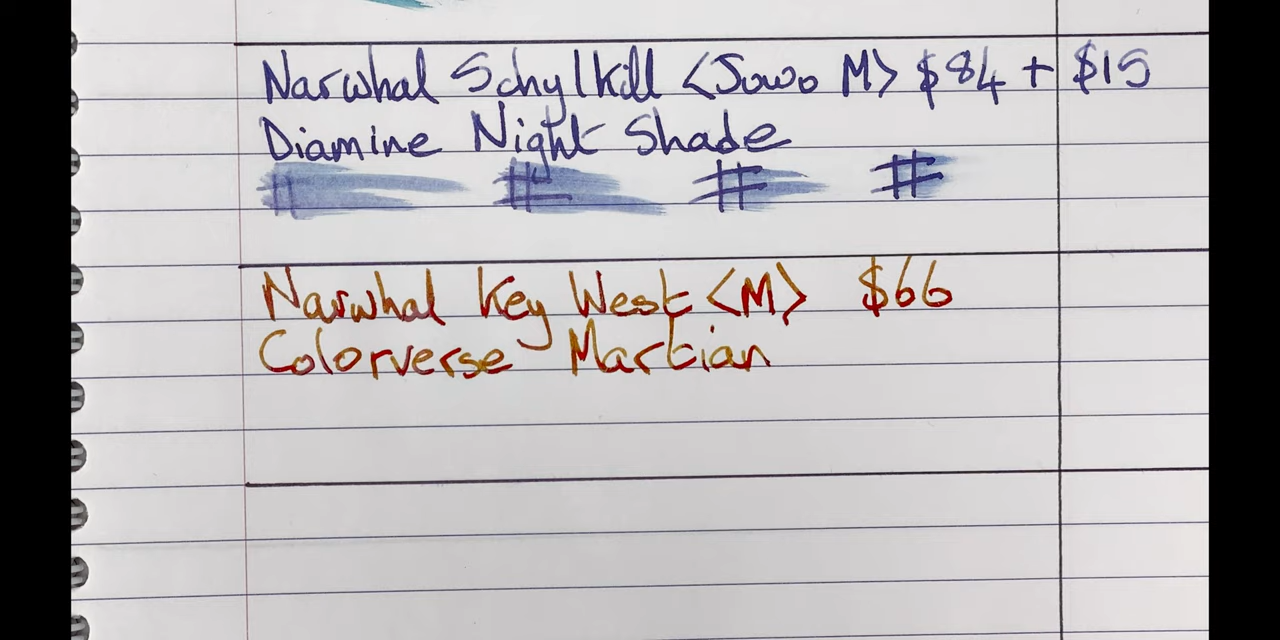 Narwhal Schylkill <Jowo M> $84 + $15
Diamine Night Shade
# # # #
Narwhal Key West <M> $66
Colorverse Martian